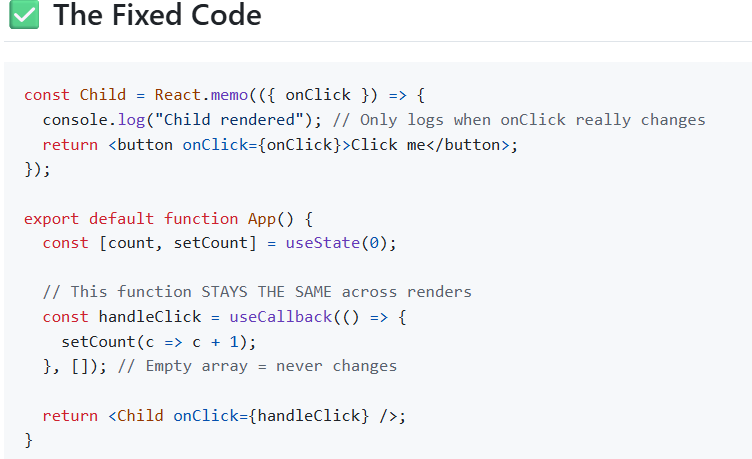 ✅ The Fixed Code
const Child = React.memo(({ onClick }) => {
  console.log("Child rendered"); // Only logs when onClick really changes
  return <button onClick={onClick}>Click me</button>;
});
export default function App() {
  const [count, setCount] = useState(0);
  // This function STAYS THE SAME across renders
  const handleClick = useCallback(() => {
    setCount(c => c + 1);
  }, []); // Empty array = never changes
  return <Child onClick={handleClick} />;
}